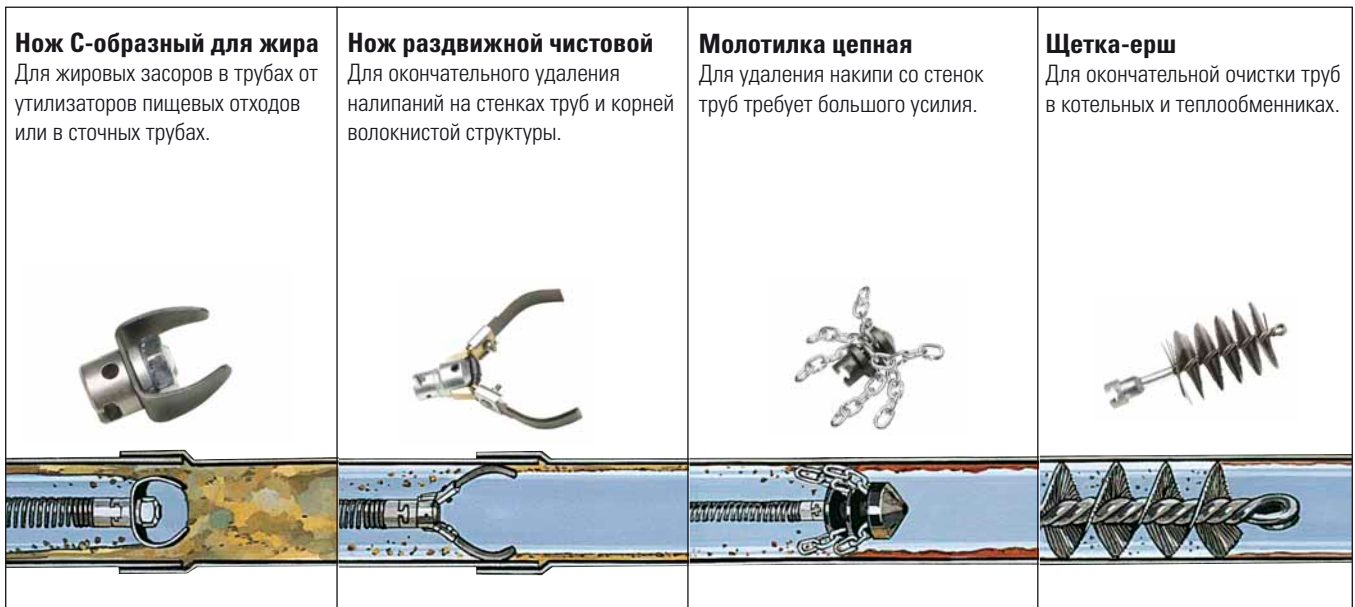 Нож С-образный для жира
Для жировых засоров в трубах от
утилизаторов пищевых отходов
или в сточных трубах.
Нож раздвижной чистовой
Для окончательного удаления
налипаний на стенках труб и корней
волокнистой структуры.
Молотилка цепная
Для удаления накипи со стенок
труб требует большого усилия.
Щетка-ерш
Для окончательной очистки труб
в котельных и теплообменниках.